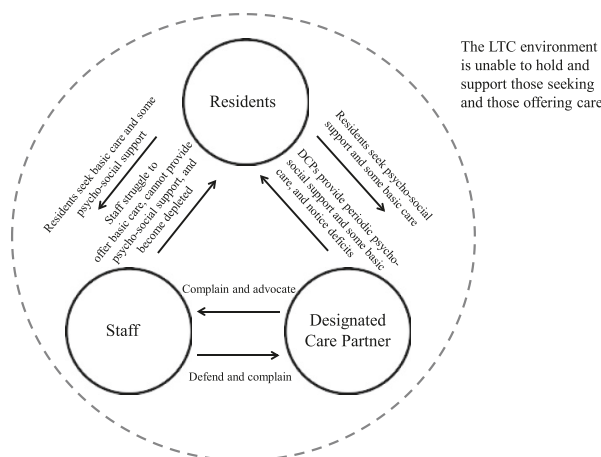 The LTC environment
is unable to hold and
support those seeking
and those offering care
Residents
Residents seek basic care and some
psycho-social support
Staff struggle to
offer basic care, cannot provide
psycho-social support, and
become depleted
Residents seek psycho-social
support and some basic care
DCPs provide periodic psycho-
social support and some basic
care, and notice deficits
Complain and advocate
Staff
Designated
Care Partner
Defend and complain